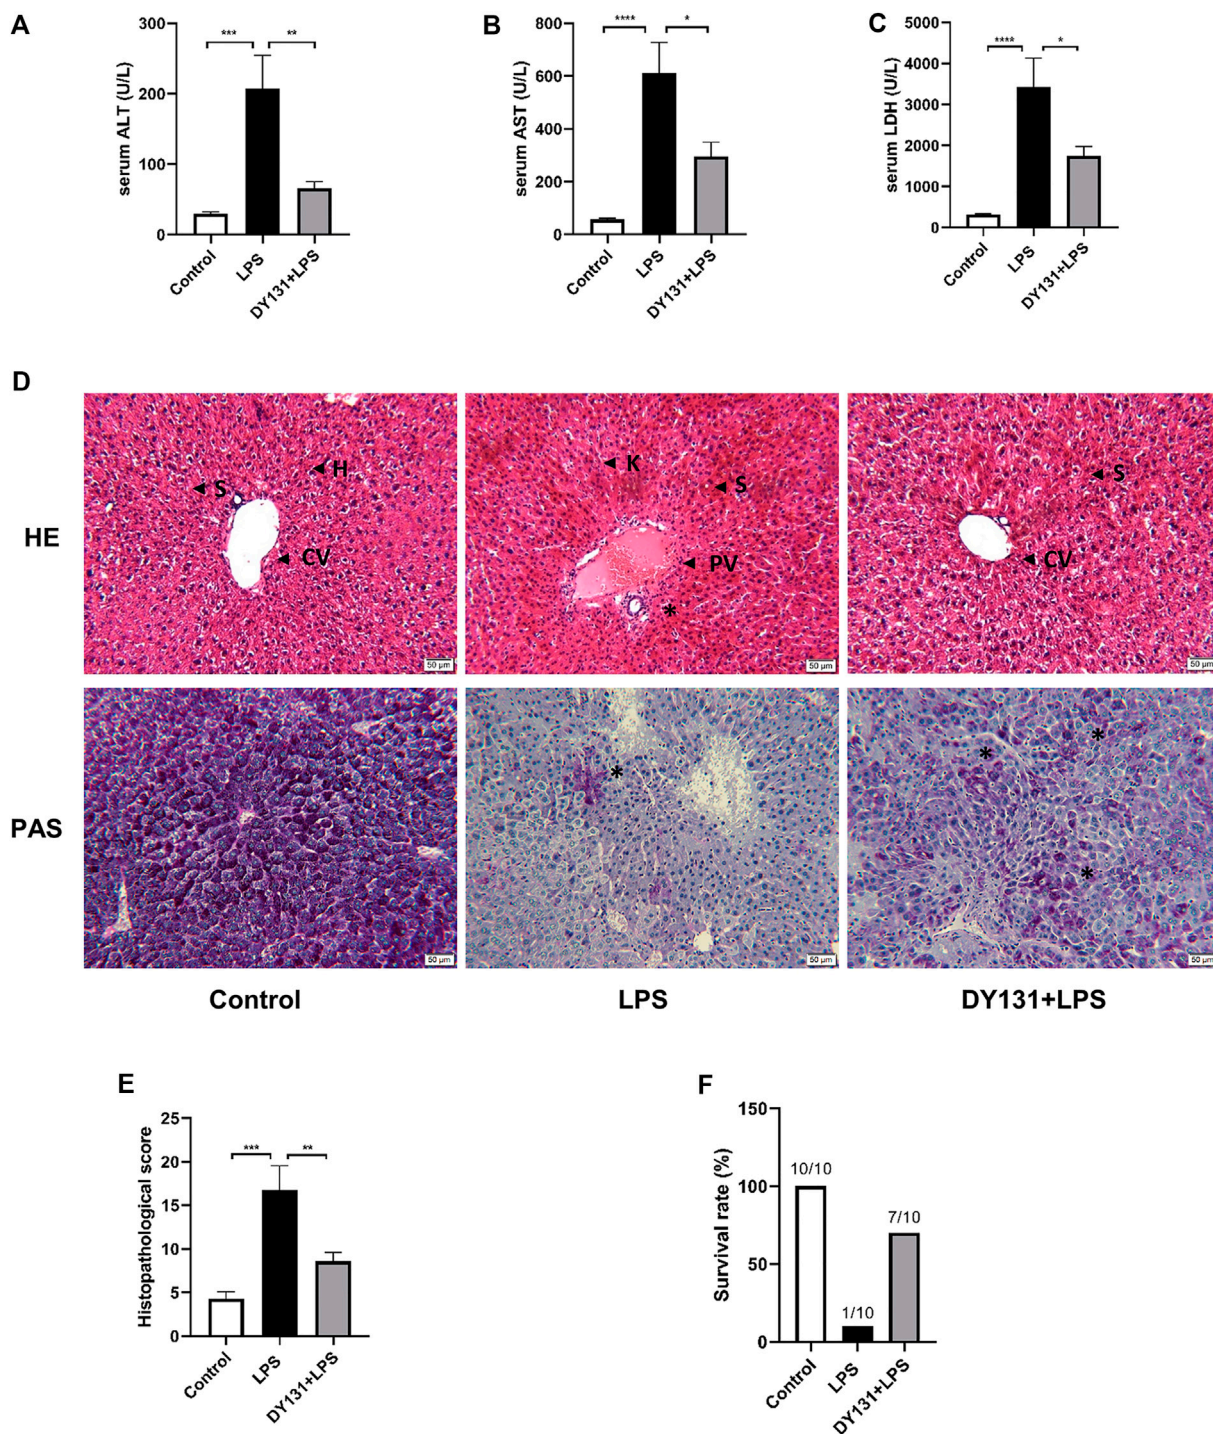 A
serum ALT (U/L)
300
200
100
0
***
**
Control
LPS
DY131+LPS
B
serum AST (U/L)
800
600
400
200
0
****
*
Control
LPS
DY131+LPS
C
serum LDH (U/L)
5000
4000
3000
2000
1000
0
****
*
Control
LPS
DY131+LPS
D
HE
S
H
CV
50 µm
K
S
PV
*
50 µm
S
CV
50 µm
PAS
50 µm
*
50 µm
*
*
*
50 µm
Control
LPS
DY131+LPS
E
Histopathological score
25
20
15
10
5
0
***
**
Control
LPS
DY131+LPS
F
Survival rate (%)
150
100
50
0
10/10
1/10
7/10
Control
LPS
DY131+LPS